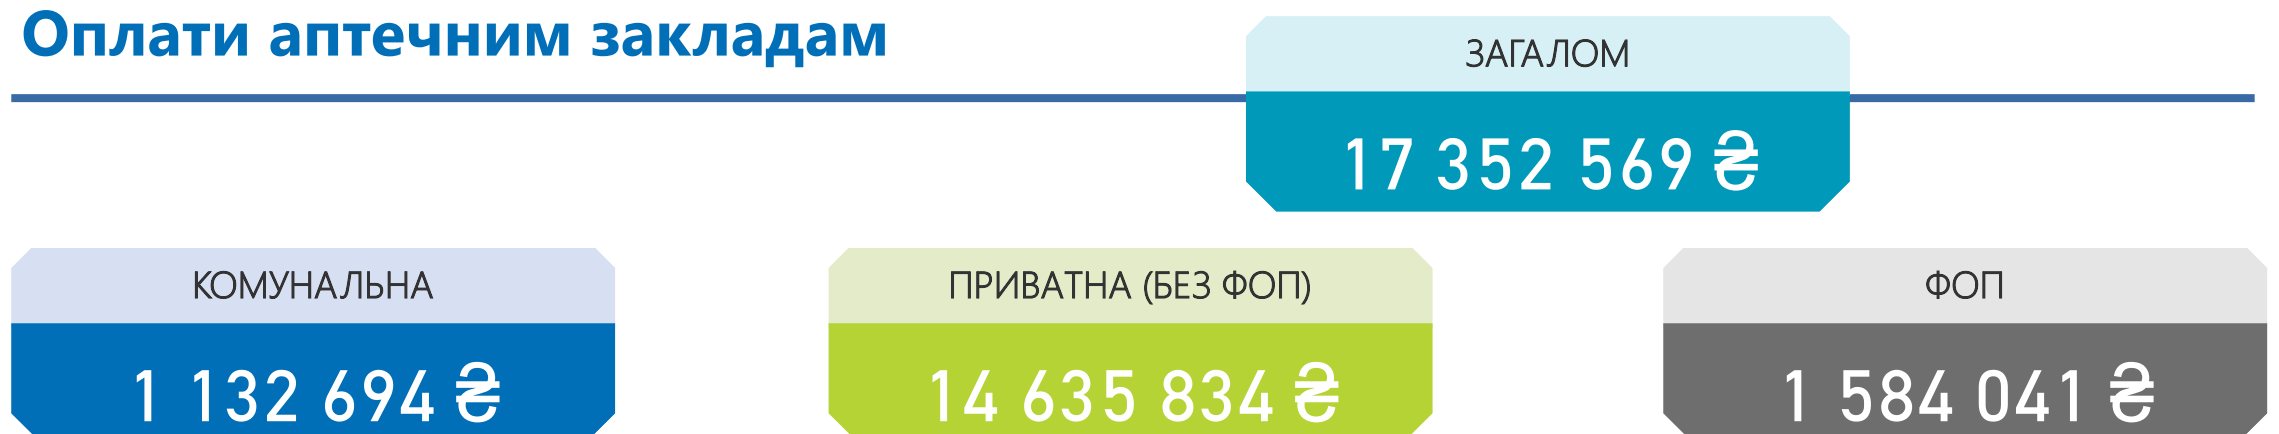 Оплати аптечним закладам
ЗАГАЛОМ
17 352 569 ₴
КОМУНАЛЬНА
1 132 694 ₴
ПРИВАТНА (БЕЗ ФОП)
14 635 834 ₴
ФОП
1 584 041 ₴